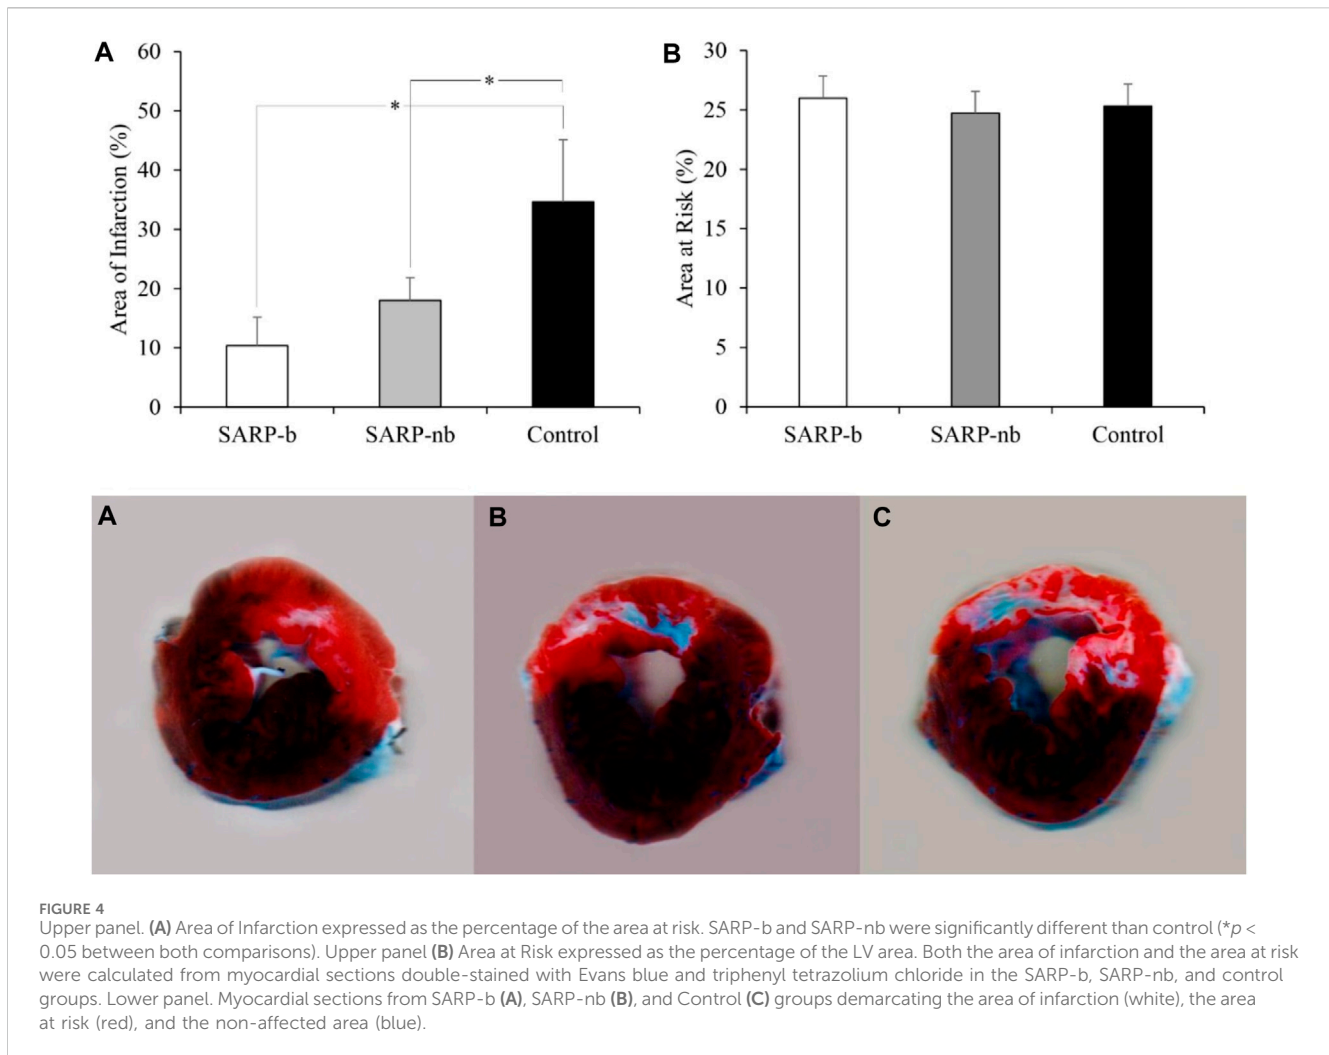 A
60
50
40
30
20
10
0
Area of Infarction (%)
*
*
SARP-b SARP-nb Control
B
30
25
20
15
10
5
0
Area at Risk (%)
SARP-b SARP-nb Control
A B C
FIGURE 4
Upper panel. (A) Area of Infarction expressed as the percentage of the area at risk. SARP-b and SARP-nb were significantly different than control (*p <
0.05 between both comparisons). Upper panel (B) Area at Risk expressed as the percentage of the LV area. Both the area of infarction and the area at risk
were calculated from myocardial sections double-stained with Evans blue and triphenyl tetrazolium chloride in the SARP-b, SARP-nb, and control
groups. Lower panel. Myocardial sections from SARP-b (A), SARP-nb (B), and Control (C) groups demarcating the area of infarction (white), the area
at risk (red), and the non-affected area (blue).